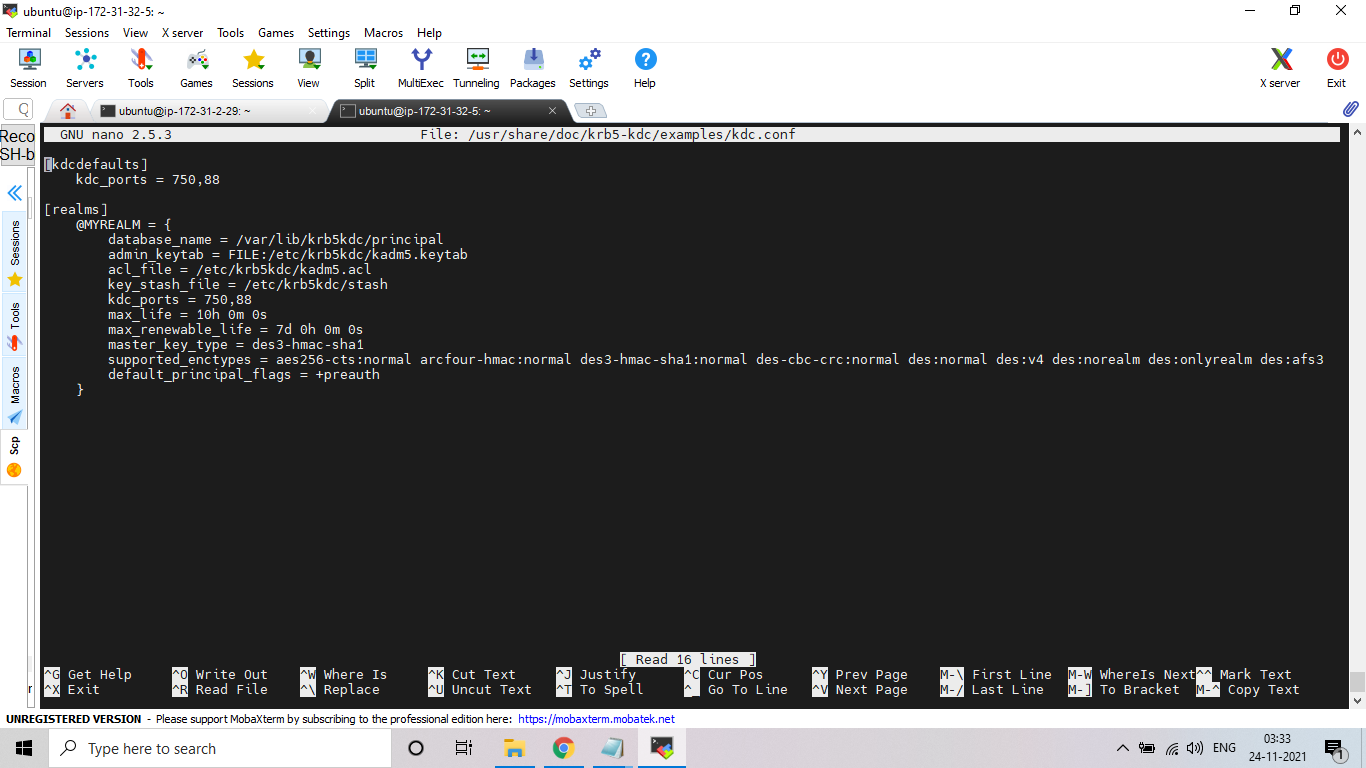 ubuntu@ip-172-31-32-5: ~
Terminal Sessions View X server Tools Games Settings Macros Help
Session Servers Tools Games Sessions View Split MultiExec Tunneling Packages Settings Help X server Exit
ubuntu@ip-172-31-2-29: ~
ubuntu@ip-172-31-32-5: ~
Reco
SH-b
Sessions
Tools
Macros
Scp
GNU nano 2.5.3 File: /usr/share/doc/krb5-kdc/examples/kdc.conf
[kdcdefaults]
kdc_ports = 750,88
[realms]
@MYREALM = {
database_name = /var/lib/krb5kdc/principal
admin_keytab = FILE:/etc/krb5kdc/kadm5.keytab
acl_file = /etc/krb5kdc/kadm5.acl
key_stash_file = /etc/krb5kdc/stash
kdc_ports = 750,88
max_life = 10h 0m 0s
max_renewable_life = 7d 0h 0m 0s
master_key_type = des3-hmac-sha1
supported_enctypes = aes256-cts:normal arcfour-hmac:normal des3-hmac-sha1:normal des-cbc-crc:normal des:normal des:v4 des:norealm des:onlyrealm des:afs3
default_principal_flags = +preauth
}
[ Read 16 lines ]
^G Get Help ^O Write Out ^W Where Is ^K Cut Text ^J Justify ^C Cur Pos ^Y Prev Page M-\ First Line M-W WhereIs Next ^^ Mark Text
^X Exit ^R Read File ^\ Replace ^U Uncut Text ^T To Spell ^_ Go To Line ^V Next Page M-/ Last Line M-] To Bracket M-^ Copy Text
UNREGISTERED VERSION - Please support MobaXterm by subscribing to the professional edition here: https://mobaxterm.mobatek.net
Type here to search
ENG
03:33
24-11-2021
1